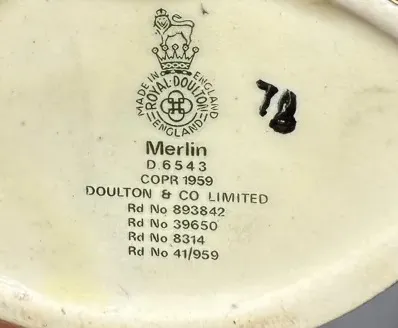 MADE IN ENGLAND
ROYAL·DOULTON
ENGLAND
78
Merlin
D 6543
COPR 1959
DOULTON & CO LIMITED
Rd No 893842
Rd No 39650
Rd No 8314
Rd No 41/959